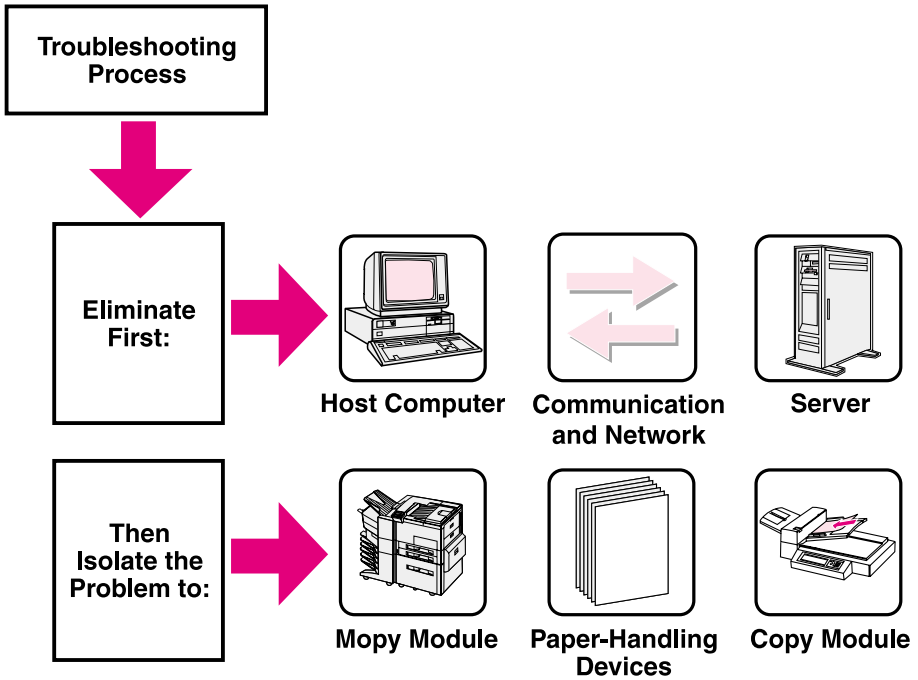 Troubleshooting
Process
Eliminate
First:
Host Computer
Communication
and Network
Server
Then
Isolate the
Problem to:
Mopy Module
Paper-Handling
Devices
Copy Module